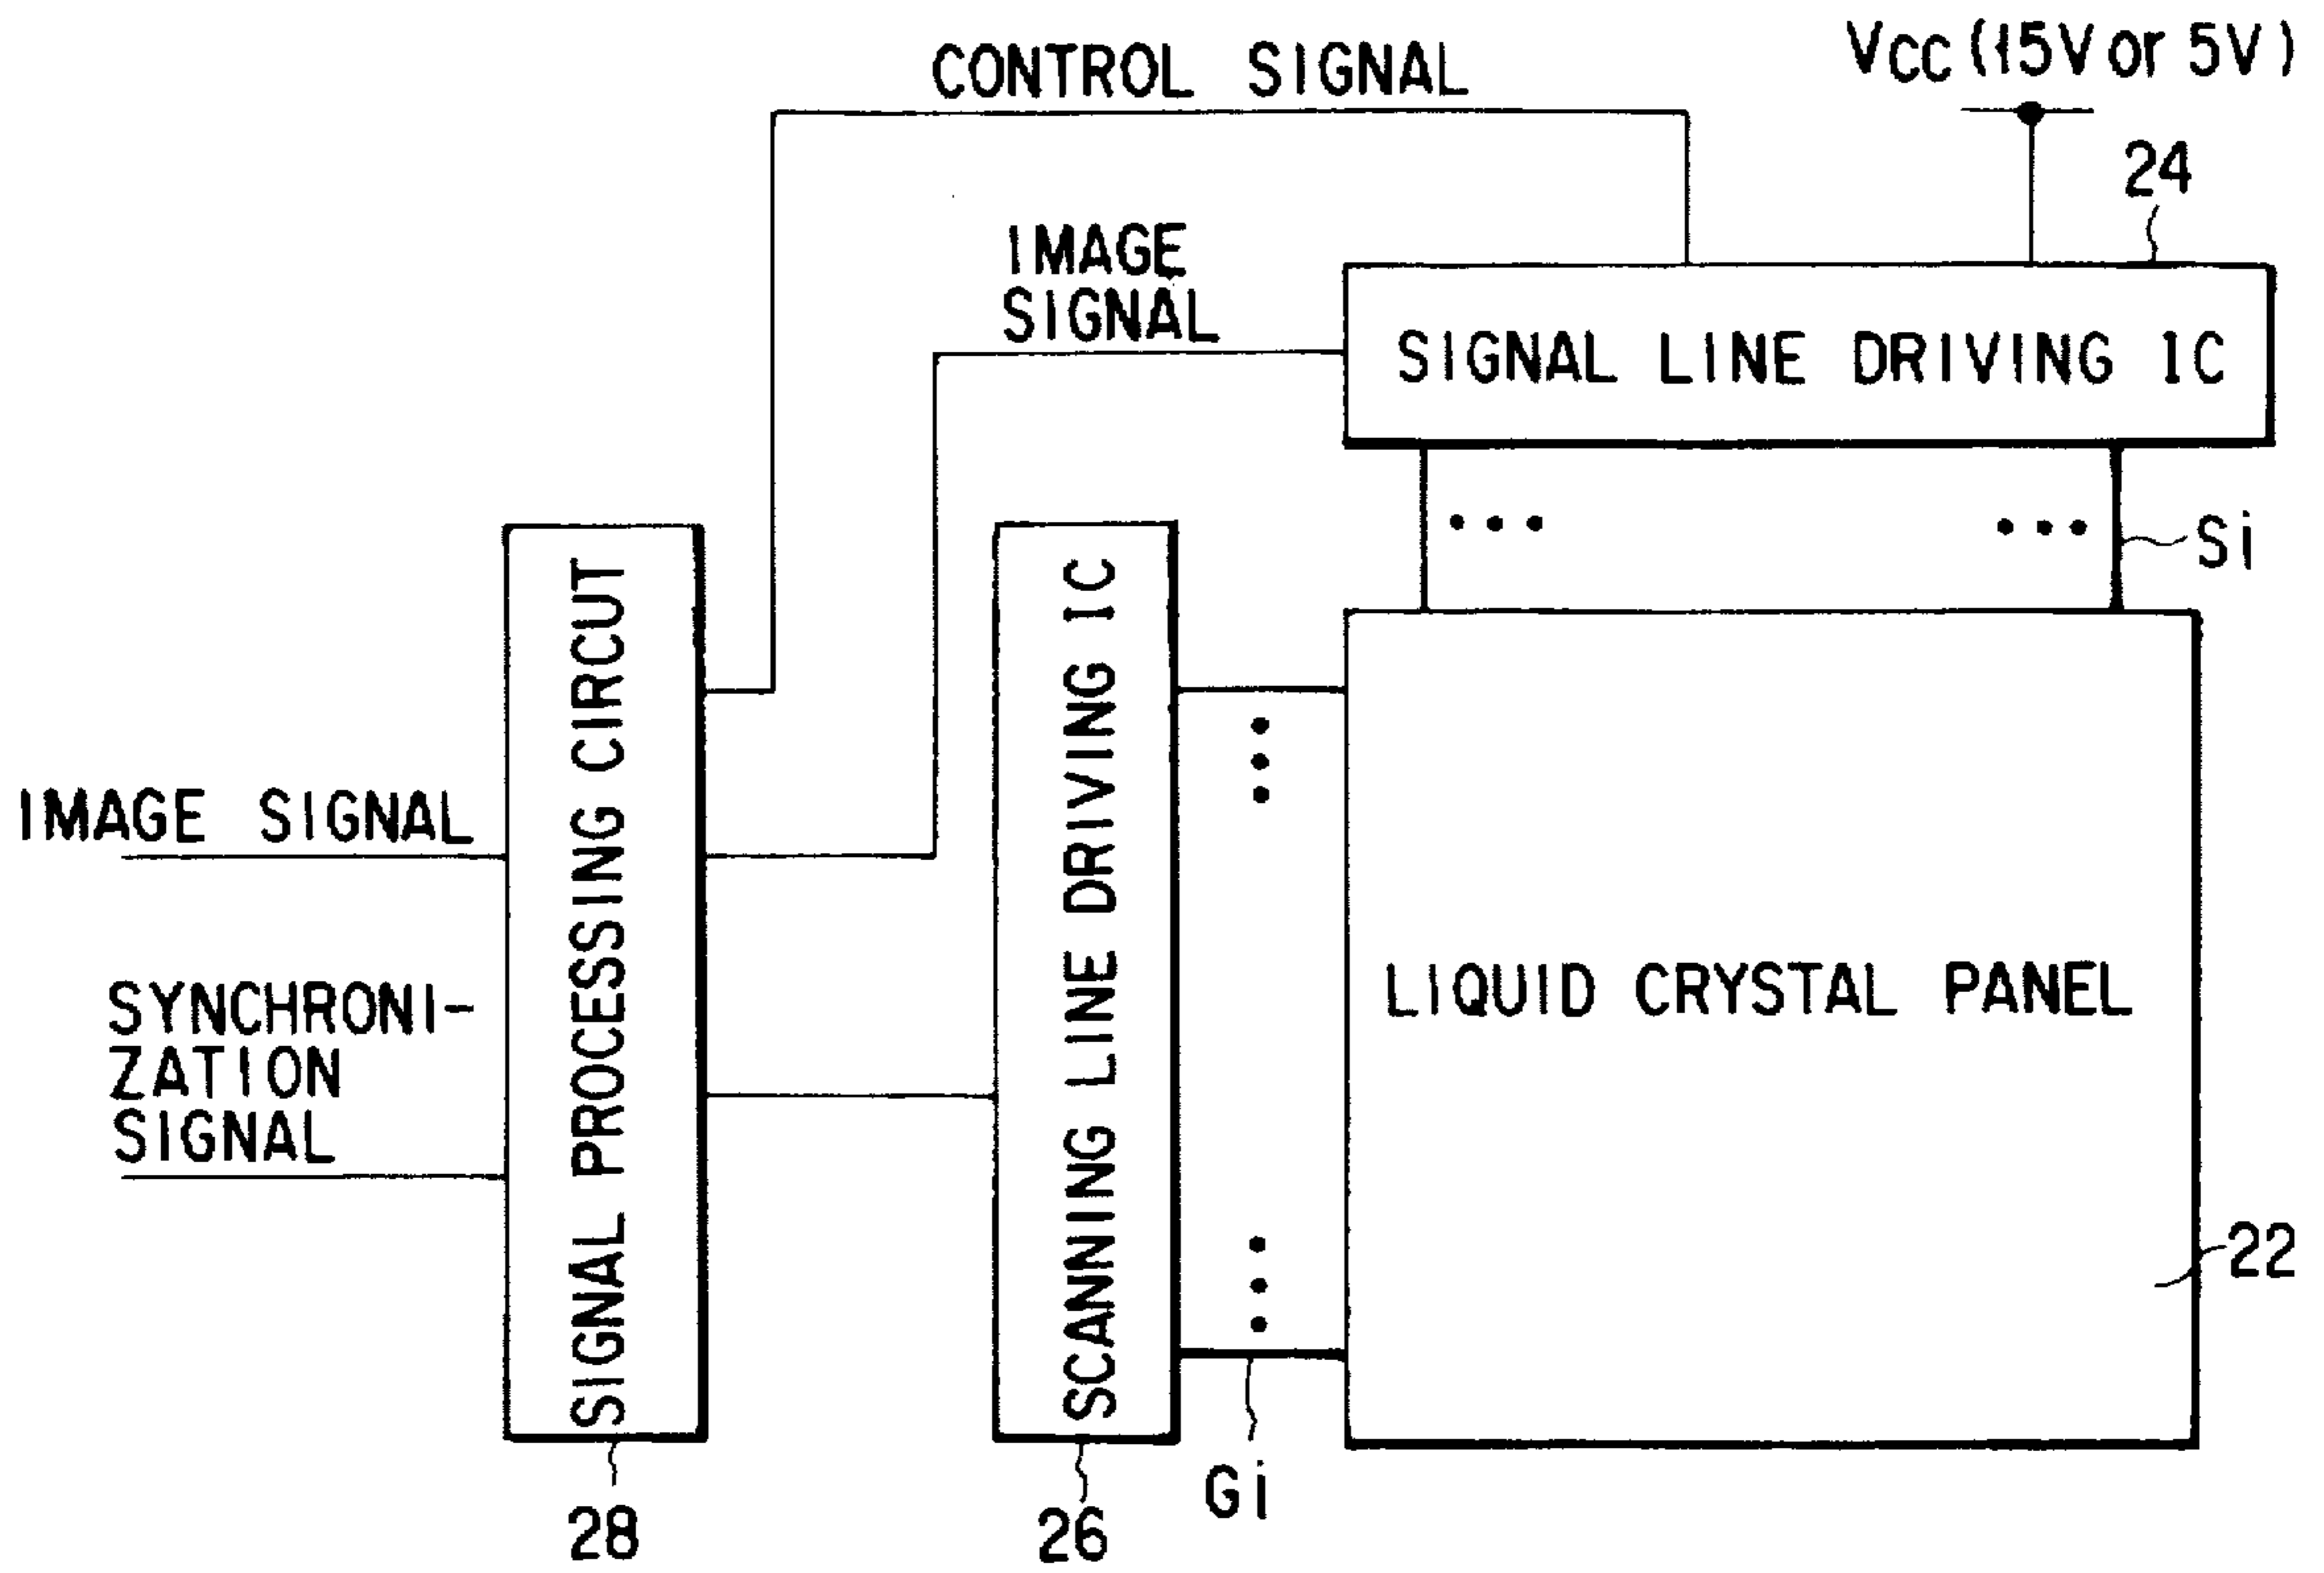 CONTROL SIGNAL
VCC (15V or 5V)
24
IMAGE
SIGNAL
SIGNAL LINE DRIVING IC
Si
SIGNAL PROCESSING CIRCUT
SCANNING LINE DRIVING IC
IMAGE SIGNAL
SYNCHRONI-
ZATION
SIGNAL
LIQUID CRYSTAL PANEL
22
28
26
Gi